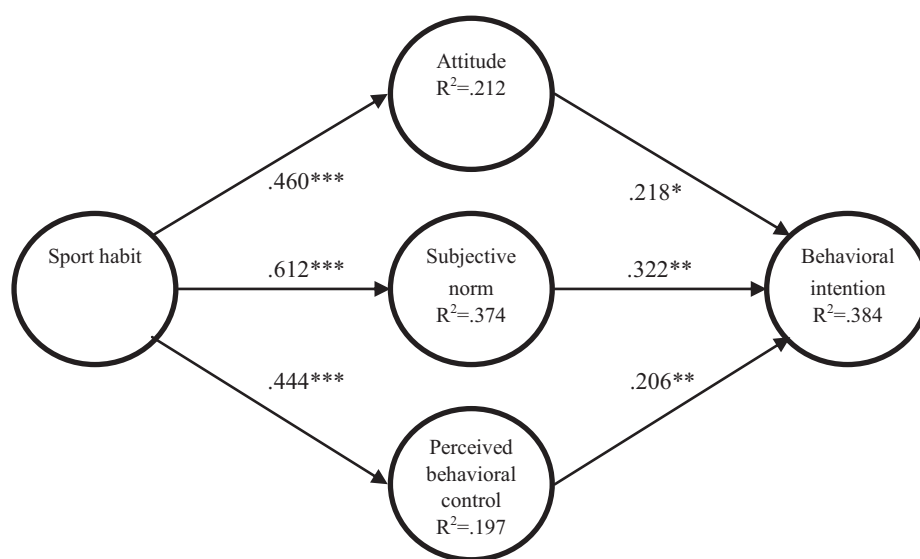 Attitude
R²=.212
.460***
.218*
Sport habit
.612***
Subjective
norm
R²=.374
.322**
Behavioral
intention
R²=.384
.444***
.206**
Perceived
behavioral
control
R²=.197